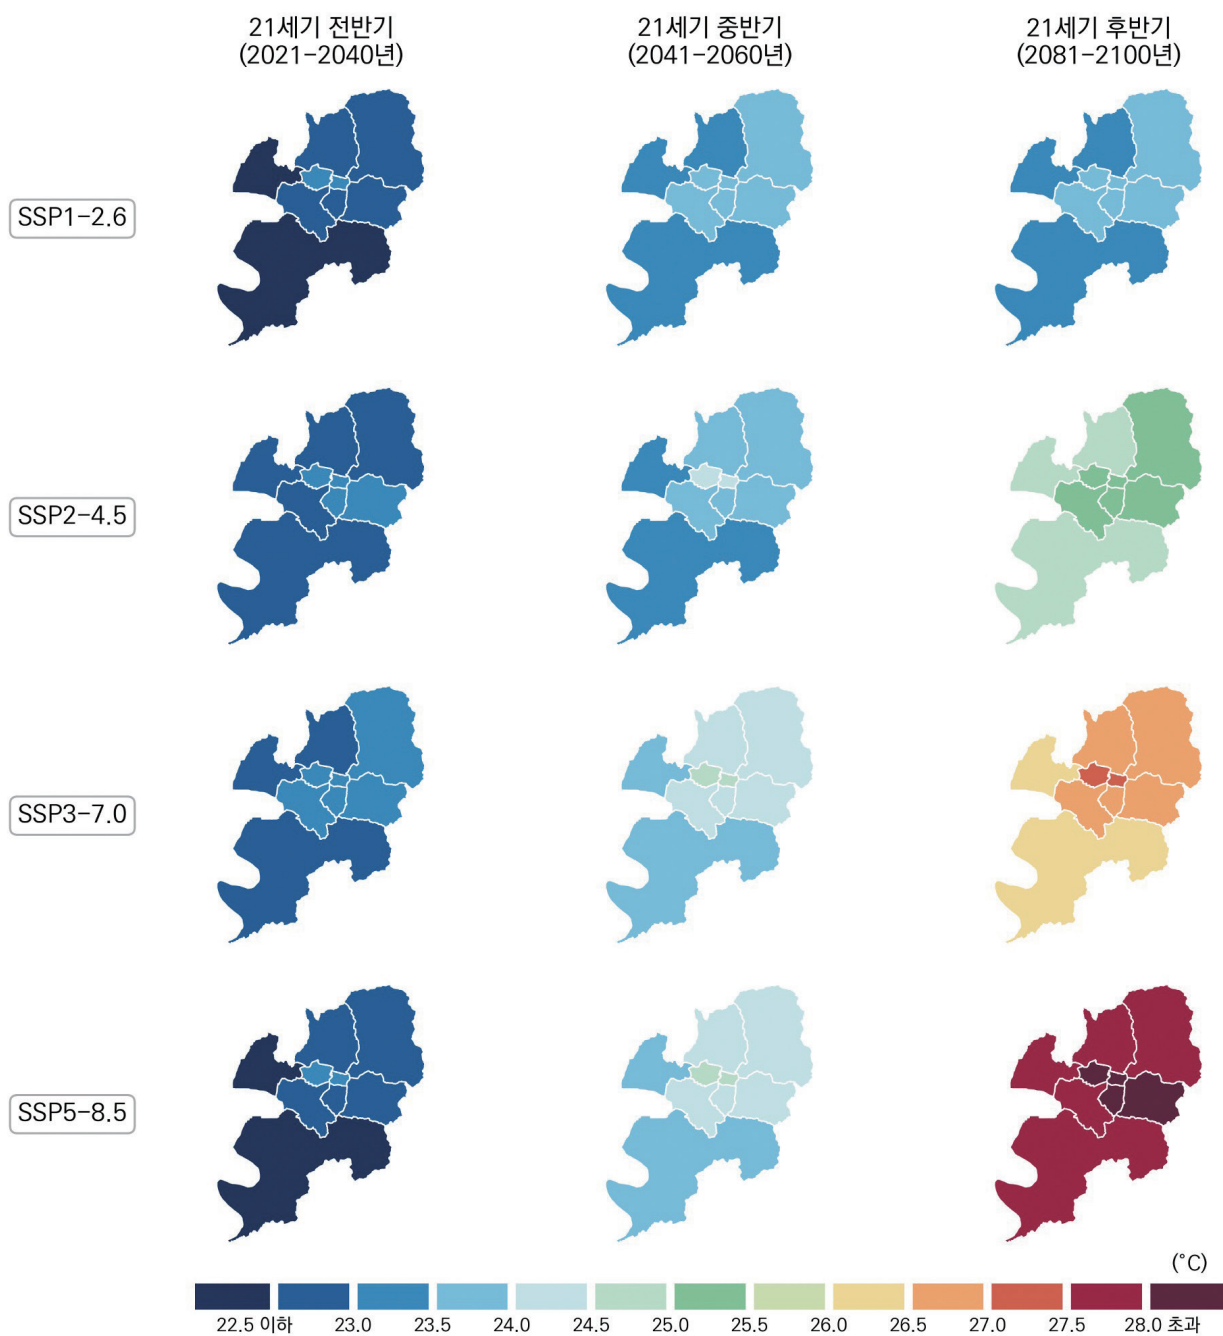 21세기 전반기
(2021-2040년)
21세기 중반기
(2041-2060년)
21세기 후반기
(2081-2100년)
SSP1-2.6
SSP2-4.5
SSP3-7.0
SSP5-8.5
(°C)
22.5 이하 23.0 23.5 24.0 24.5 25.0 25.5 26.0 26.5 27.0 27.5 28.0 초과